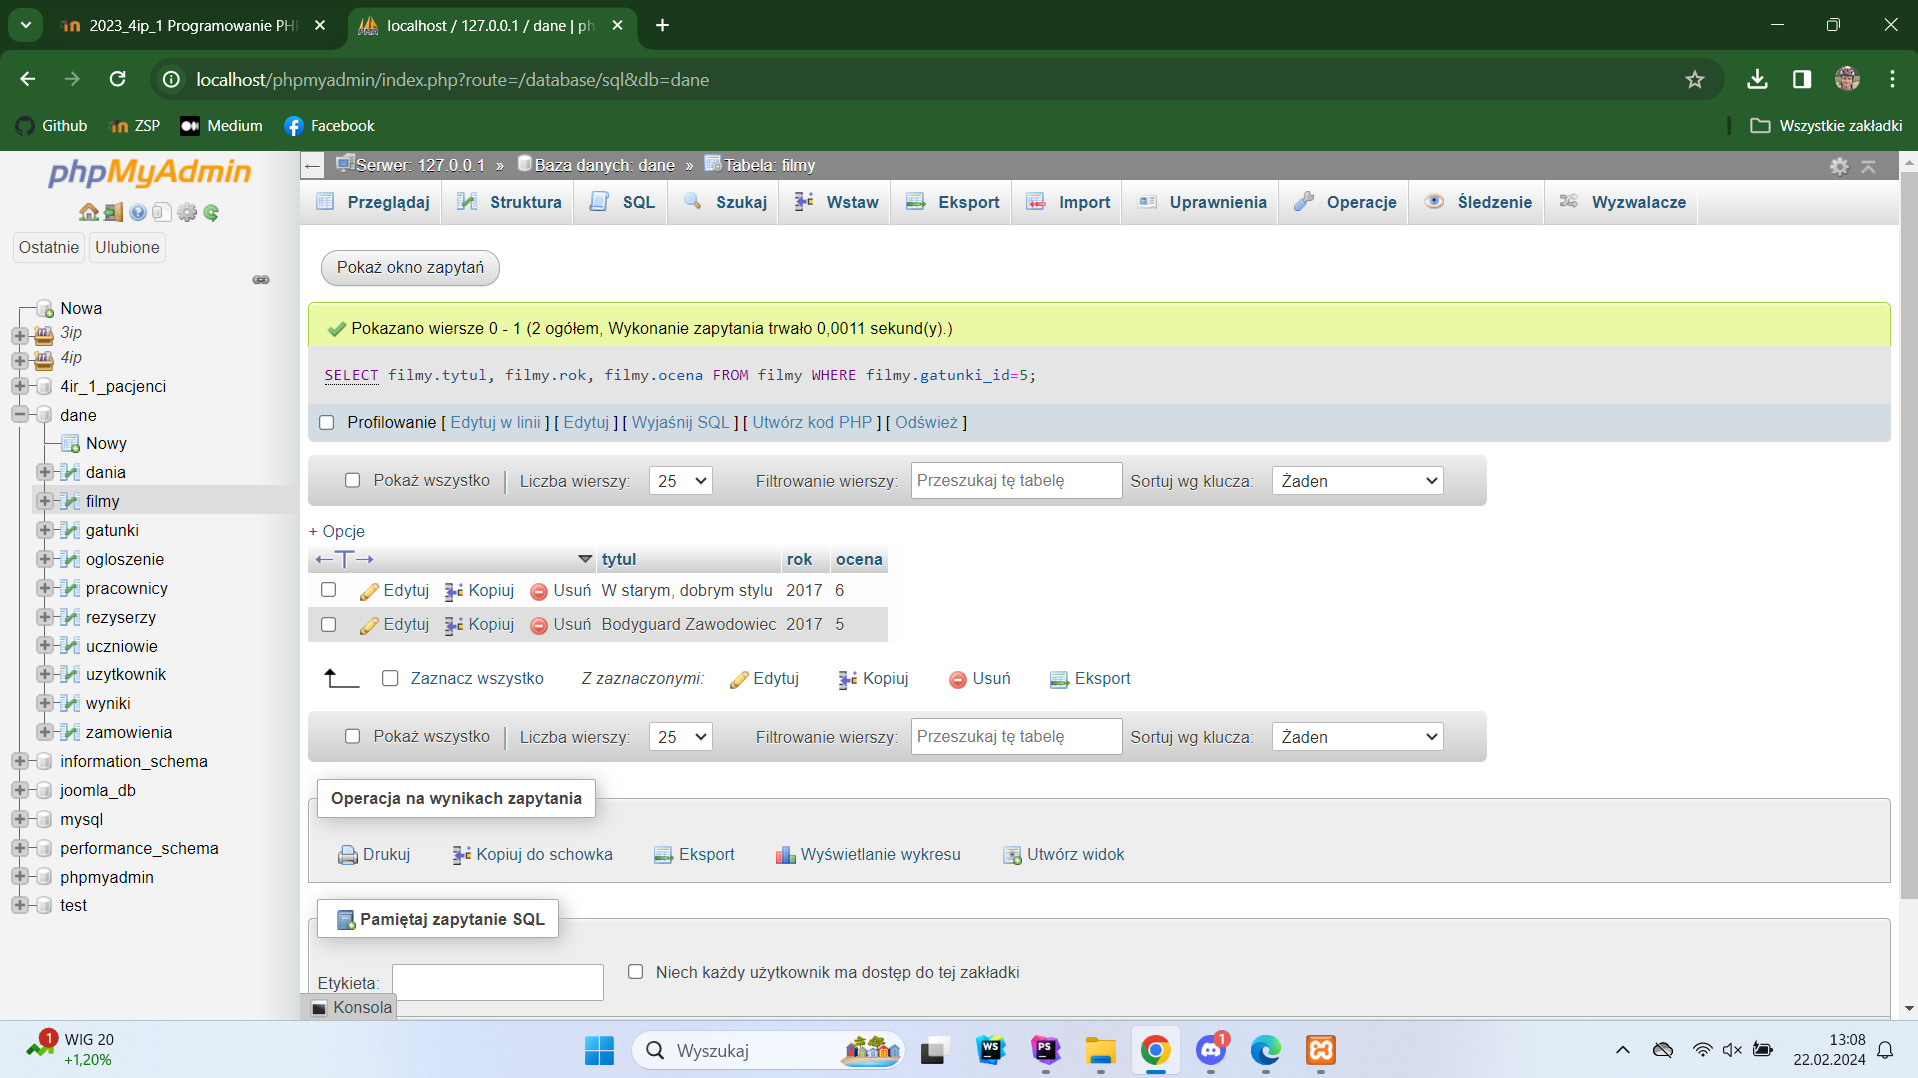 2023_4ip_1 Programowanie PH
localhost / 127.0.0.1 / dane | ph
localhost/phpmyadmin/index.php?route=/database/sql&db=dane
Github
ZSP
Medium
Facebook
Wszystkie zakładki
phpMyAdmin
Ostatnie
Ulubione
Nowa
3ip
4ip
4ir_1_pacjenci
dane
Nowy
dania
filmy
gatunki
ogloszenie
pracownicy
rezyserzy
uczniowie
uzytkownik
wyniki
zamowienia
information_schema
joomla_db
mysql
performance_schema
phpmyadmin
test
Serwer: 127.0.0.1 » Baza danych: dane » Tabela: filmy
Przeglądaj Struktura SQL Szukaj Wstaw Eksport Import Uprawnienia Operacje Śledzenie Wyzwalacze
Pokaż okno zapytań
Pokazano wiersze 0 - 1 (2 ogółem, Wykonanie zapytania trwało 0,0011 sekund(y).)
SELECT filmy.tytul, filmy.rok, filmy.ocena FROM filmy WHERE filmy.gatunki_id=5;
Profilowanie [ Edytuj w linii ] [ Edytuj ] [ Wyjaśnij SQL ] [ Utwórz kod PHP ] [ Odśwież ]
Pokaż wszystko Liczba wierszy: 25 Filtrowanie wierszy: Przeszukaj tę tabelę Sortuj wg klucza: Żaden
+ Opcje
←T→ tytul rok ocena
Edytuj Kopiuj Usuń W starym, dobrym stylu 2017 6
Edytuj Kopiuj Usuń Bodyguard Zawodowiec 2017 5
Zaznacz wszystko Z zaznaczonymi: Edytuj Kopiuj Usuń Eksport
Pokaż wszystko Liczba wierszy: 25 Filtrowanie wierszy: Przeszukaj tę tabelę Sortuj wg klucza: Żaden
Operacja na wynikach zapytania
Drukuj Kopiuj do schowka Eksport Wyświetlanie wykresu Utwórz widok
Pamiętaj zapytanie SQL
Etykieta: Niech każdy użytkownik ma dostęp do tej zakładki
Konsola
1
WIG 20
+1,20%
Wyszukaj
WS
PS
1
13:08
22.02.2024